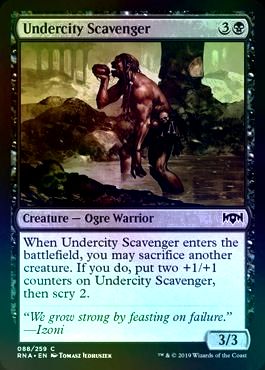 Undercity Scavenger 3
Creature — Ogre Warrior
When Undercity Scavenger enters the
battlefield, you may sacrifice another
creature. If you do, put two +1/+1
counters on Undercity Scavenger,
then scry 2.
“We grow strong by feasting on failure.”
—Izoni
3/3
088/259 C
RNA • EN Tomasz Jedruszek
™ & © 2019 Wizards of the Coast